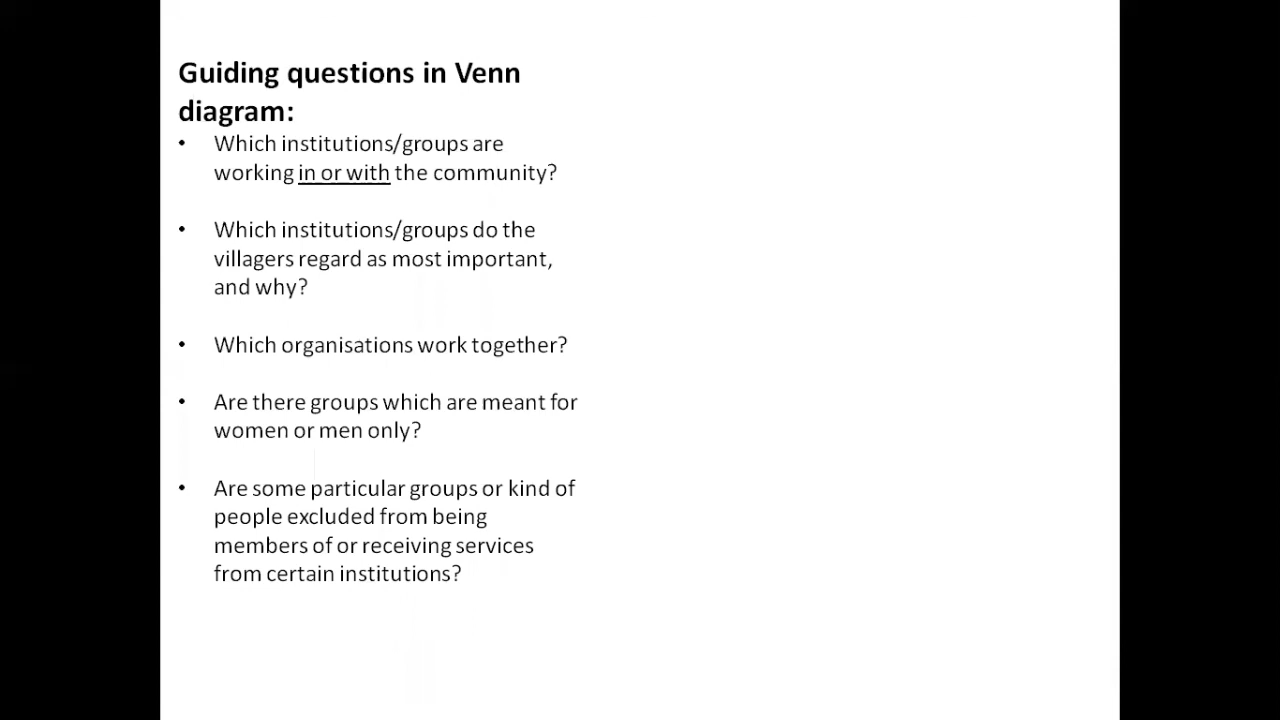 Guiding questions in Venn
diagram:
• Which institutions/groups are
working in or with the community?
• Which institutions/groups do the
villagers regard as most important,
and why?
• Which organisations work together?
• Are there groups which are meant for
women or men only?
• Are some particular groups or kind of
people excluded from being
members of or receiving services
from certain institutions?